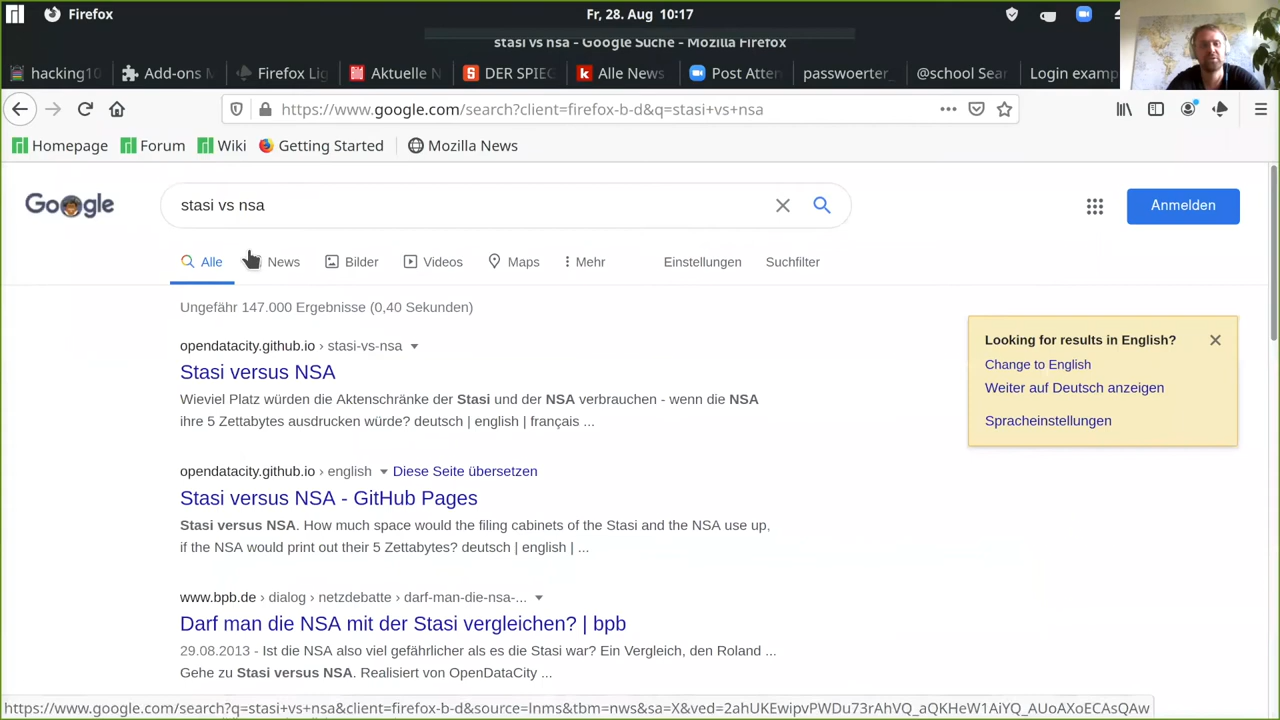 Firefox
Fr, 28. Aug 10:17
stasi vs nsa - Google Suche - Mozilla Firefox
hacking10
Add-ons M
Firefox Lig
Aktuelle N
DER SPIEG
Alle News
Post Atten
passwoerter_
@school Sear
Login examp
https://www.google.com/search?client=firefox-b-d&q=stasi+vs+nsa
Homepage
Forum
Wiki
Getting Started
Mozilla News
Google
stasi vs nsa
Anmelden
Alle
News
Bilder
Videos
Maps
Mehr
Einstellungen
Suchfilter
Ungefähr 147.000 Ergebnisse (0,40 Sekunden)
opendatacity.github.io › stasi-vs-nsa
Stasi versus NSA
Wieviel Platz würden die Aktenschränke der Stasi und der NSA verbrauchen - wenn die NSA
ihre 5 Zettabytes ausdrucken würde? deutsch | english | français ...
opendatacity.github.io › english Diese Seite übersetzen
Stasi versus NSA - GitHub Pages
Stasi versus NSA. How much space would the filing cabinets of the Stasi and the NSA use up,
if the NSA would print out their 5 Zettabytes? deutsch | english | ...
www.bpb.de › dialog › netzdebatte › darf-man-die-nsa-...
Darf man die NSA mit der Stasi vergleichen? | bpb
29.08.2013 - Ist die NSA also viel gefährlicher als es die Stasi war? Ein Vergleich, den Roland ...
Gehe zu Stasi versus NSA. Realisiert von OpenDataCity ...
Looking for results in English?
Change to English
Weiter auf Deutsch anzeigen
Spracheinstellungen
https://www.google.com/search?q=stasi+vs+nsa&client=firefox-b-d&source=lnms&tbm=nws&sa=X&ved=2ahUKEwipvPWDu73rAhVQ_aQKHeW1AiYQ_AUoAXoECAsQAw